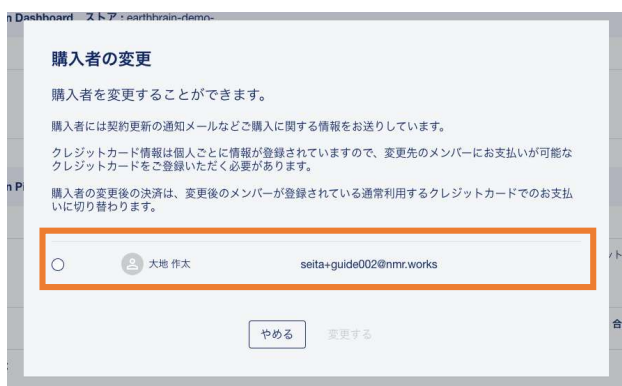 n Dashboard ストア：earthbrain-demo-
購入者の変更
購入者を変更することができます。
購入者には契約更新の通知メールなどご購入に関する情報をお送りしています。
クレジットカード情報は個人ごとに情報が登録されていますので、変更先のメンバーにお支払いが可能な
クレジットカードをご登録いただく必要があります。
n Pi
購入者の変更後の決済は、変更後のメンバーが登録されている通常利用するクレジットカードでのお支払
いに切り替わります。
大地 作太 seita+guide002@nmr.works
ット
やめる 変更する
合